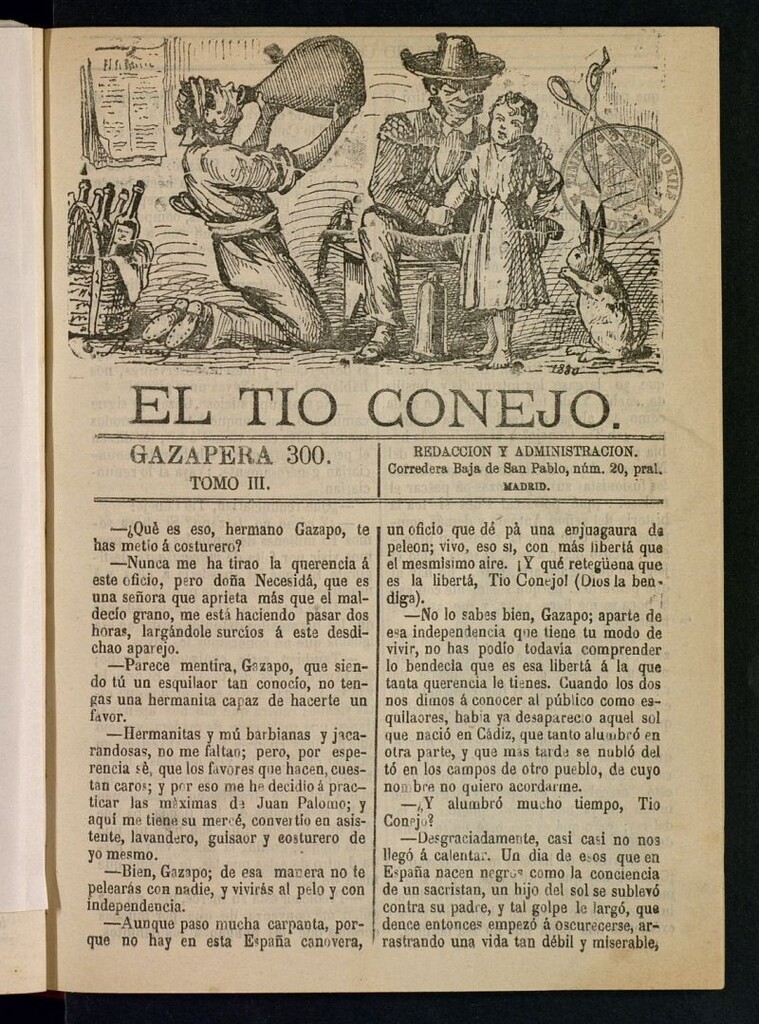 1880
EL TIO CONEJO.
GAZAPERA 300.
TOMO III.
REDACCION Y ADMINISTRACION.
Corredera Baja de San Pablo, núm. 20, pral.
MADRID.
—¿Qué es eso, hermano Gazapo, te
has metío á costurero?
—Nunca me ha tirao la querencia á
este oficio, pero doña Necesidá, que es
una señora que aprieta más que el mal-
decío grano, me está haciendo pasar dos
horas, largándole surcíos á este desdi-
chao aparejo.
—Parece mentira, Gazapo, que sien-
do tú un esquilaor tan conocío, no ten-
gas una hermanita capaz de hacerte un
favor.
—Hermanitas y mú barbianas y jaca-
randosas, no me faltan; pero, por espe-
rencia sé, que los favores que hacen, cues-
tan caros; y por eso me he decidio á prac-
ticar las máximas de Juan Palomo; y
aquí me tiene su mercé, convertío en asis-
tente, lavandero, guisaor y costurero de
yo mesmo.
—Bien, Gazapo; de esa manera no te
pelearás con nadie, y vivirás al pelo y con
independencia.
—Aunque paso mucha carpanta, por-
que no hay en esta España canovera,
un oficio que dé pà una enjuagaura de
peleon; vivo, eso si, con más libertá que
el mesmisimo aire. ¡Y qué retegüena que
es la libertá, Tio Conejo! (Dios la ben-
diga).
—No lo sabes bien, Gazapo; aparte de
esa independencia que tiene tu modo de
vivir, no has podío todavía comprender
lo bendecia que es esa libertá á la que
tanta querencia le tienes. Cuando los dos
nos dimos á conocer al público como es-
quilaores, habia ya desaparecio aquel sol
que nació en Cádiz, que tanto alumbró en
otra parte, y que más tarde se nubló del
tó en los campos de otro pueblo, de cuyo
nombre no quiero acordarme.
—¿Y alumbró mucho tiempo, Tio
Conejo?
—Desgraciadamente, casi casi no nos
llegó á calentar. Un dia de esos que en
España nacen negros como la conciencia
de un sacristan, un hijo del sol se sublevó
contra su padre, y tal golpe le largó, que
dence entonces empezó á oscurecerse, ar-
rastrando una vida tan débil y miserable,